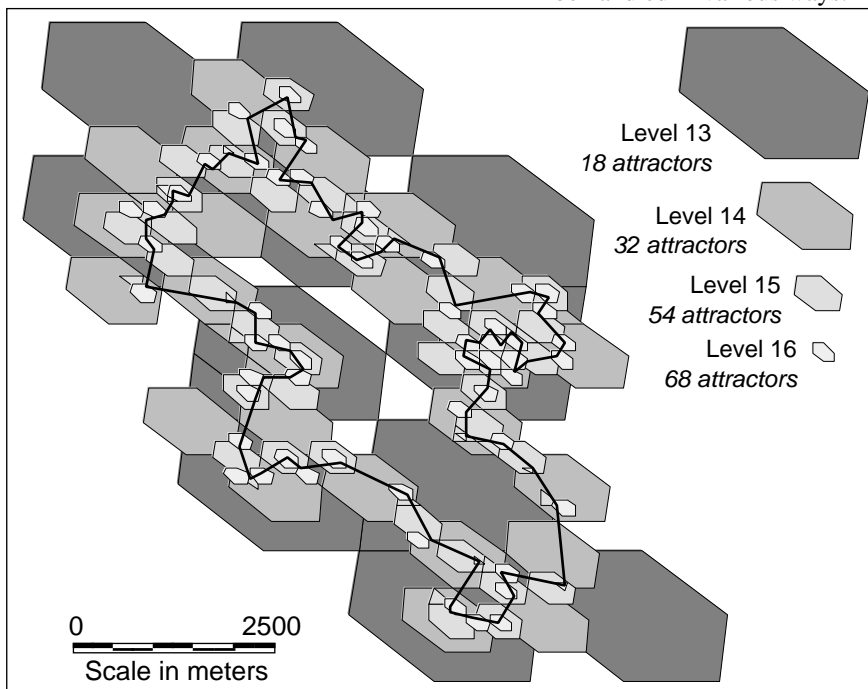 Level 13
18 attractors
Level 14
32 attractors
Level 15
54 attractors
Level 16
68 attractors
0 2500
Scale in meters